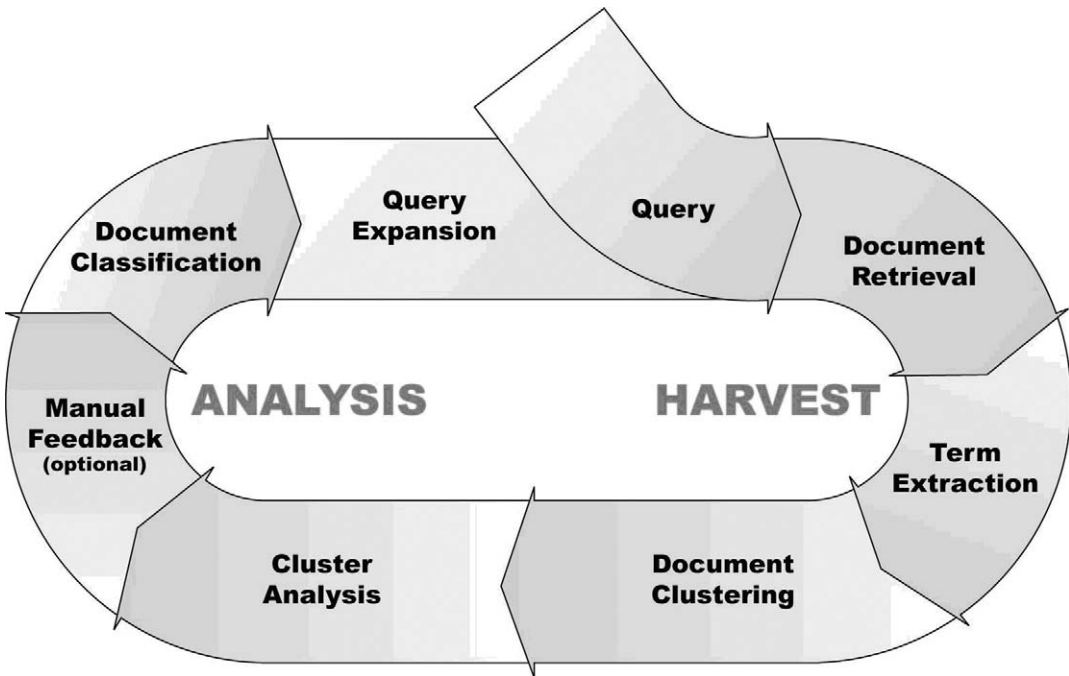 Query
Document
Retrieval
Term
Extraction
Document
Clustering
Cluster
Analysis
Manual
Feedback
(optional)
Document
Classification
Query
Expansion
ANALYSIS
HARVEST